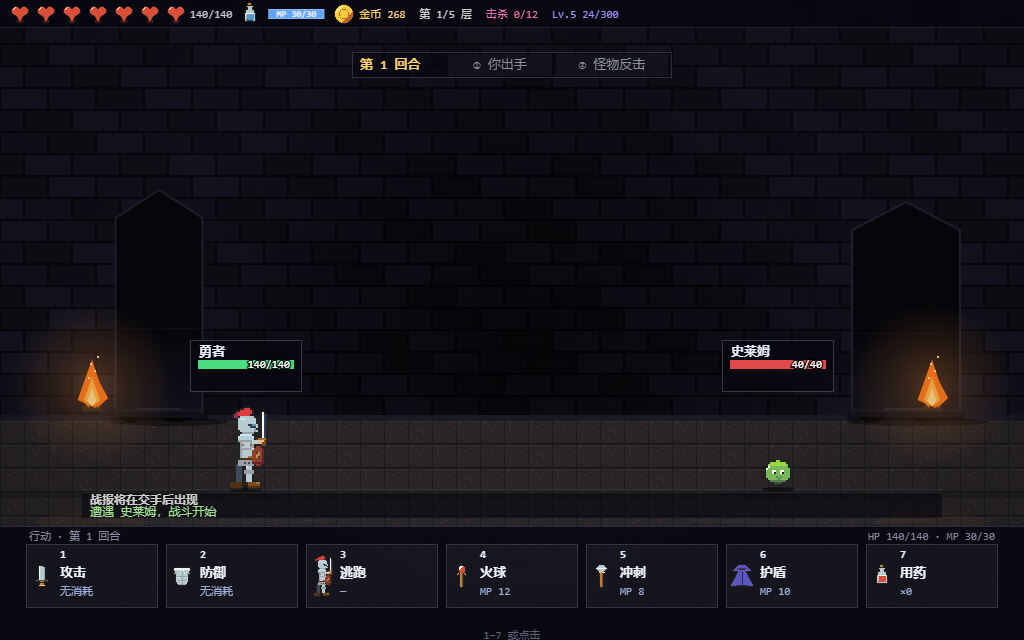 140/140 MP 30/30 金币 268 第 1/5 层 击杀 0/12 Lv.5 24/300
第 1 回合 ① 你出手 ② 怪物反击
勇者
140/140
史莱姆
40/40
战报将在交手后出现
遭遇 史莱姆, 战斗开始
行动 · 第 1 回合 HP 140/140 · MP 30/30
1 2 3 4 5 6 7
攻击 防御 逃跑 火球 冲刺 护盾 用药
无消耗 无消耗 — MP 12 MP 8 MP 10 ×0
1-7 或点击